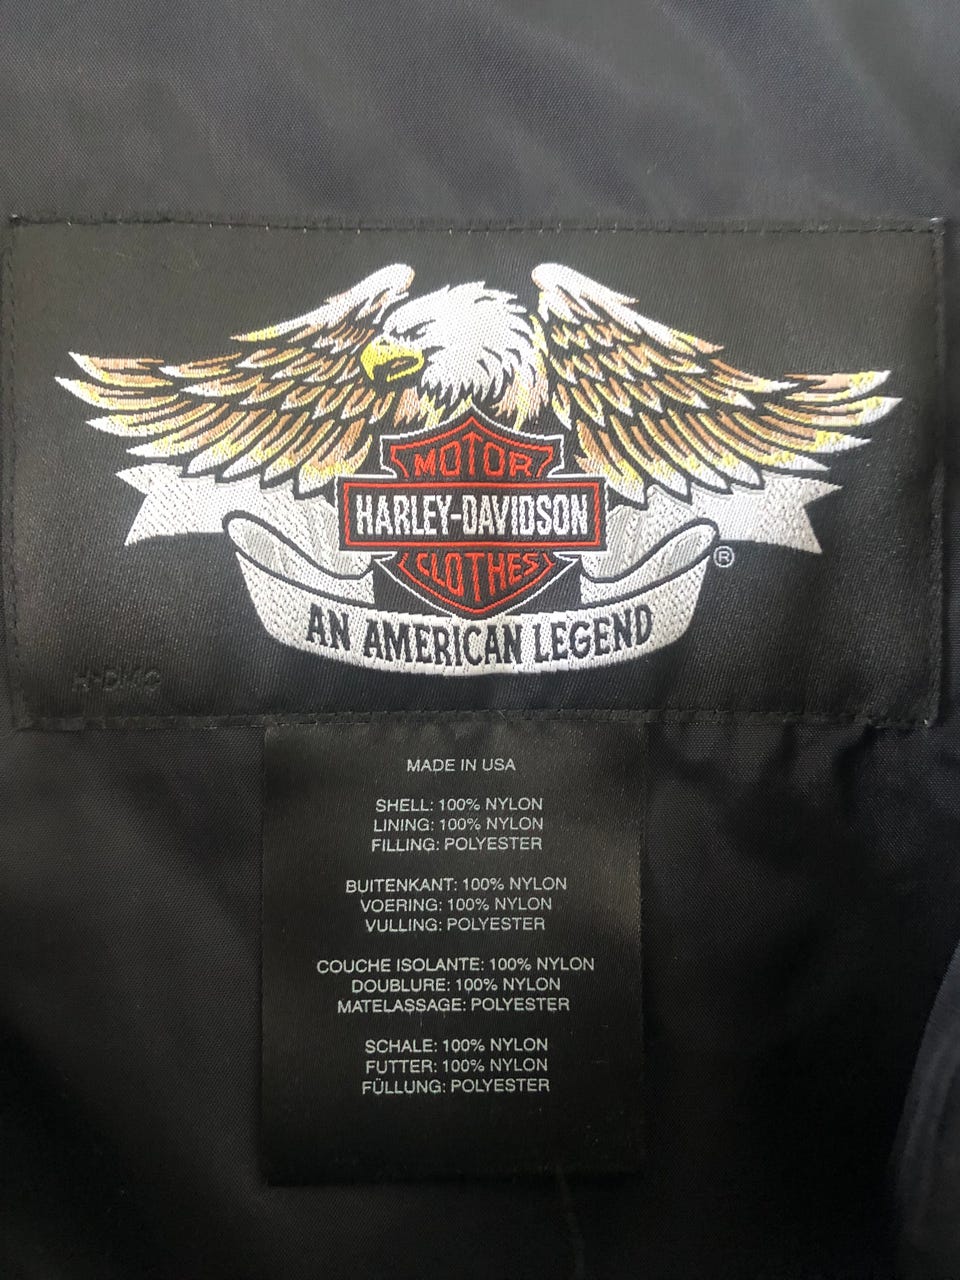 MOTOR
HARLEY-DAVIDSON
CLOTHES
®
AN AMERICAN LEGEND
H-DMC
MADE IN USA
SHELL: 100% NYLON
LINING: 100% NYLON
FILLING: POLYESTER
BUITENKANT: 100% NYLON
VOERING: 100% NYLON
VULLING: POLYESTER
COUCHE ISOLANTE: 100% NYLON
DOUBLURE: 100% NYLON
MATELASSAGE: POLYESTER
SCHALE: 100% NYLON
FUTTER: 100% NYLON
FÜLLUNG: POLYESTER